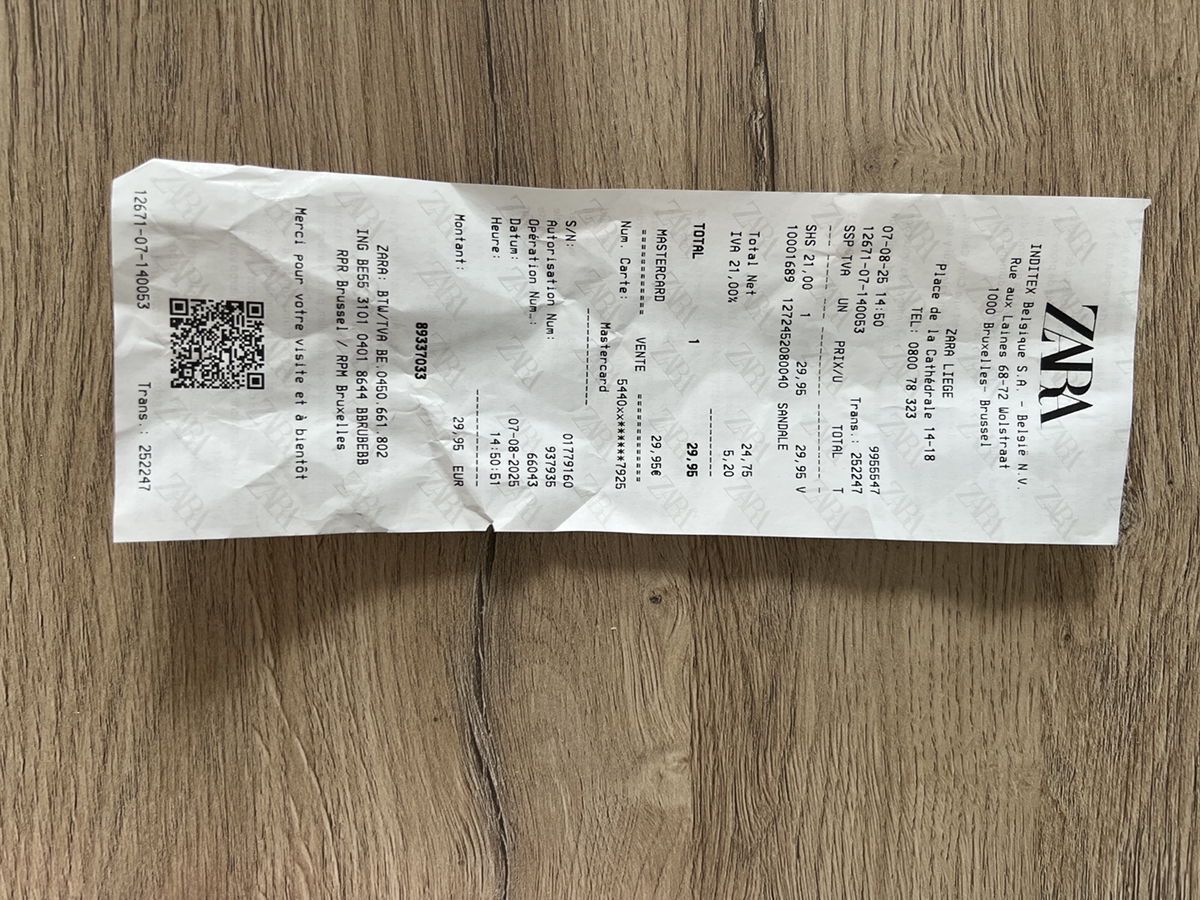 ZARA
INDITEX Belgique S.A. - België N.V.
Rue aux Laines 68-72 Wolstraat
1000 Bruxelles- Brussel
ZARA LIEGE
Place de la Cathédrale 14-18
TEL: 0800 78 323
07-08-25 14:50 9955547
12671-07-140053 Trans.: 252247
SSP TVA UN PRIX/U TOTAL T
SHS 21,00 1 29,95 29,95 V
10001689 12724520800​40 SANDALE
Total Net 24,75
IVA 21,00% 5,20
TOTAL 1 29,95
MASTERCARD 29,95€
========== VENTE ==========
Num. Carte: 5440xx******7925
Mastercard
S/N: 01779160
Autorisation Num: 937935
Opération Num.: 66043
Datum: 07-08-2025
Heure: 14:50:51
Montant: 29,95 EUR
89337033
ZARA: BTW/TVA BE.0450.661.802
ING BE55 3101 0401 8644 BBRUBEBB
RPR Brussel / RPM Bruxelles
Merci pour votre visite et à bientôt
12671-07-140053 Trans.: 252247